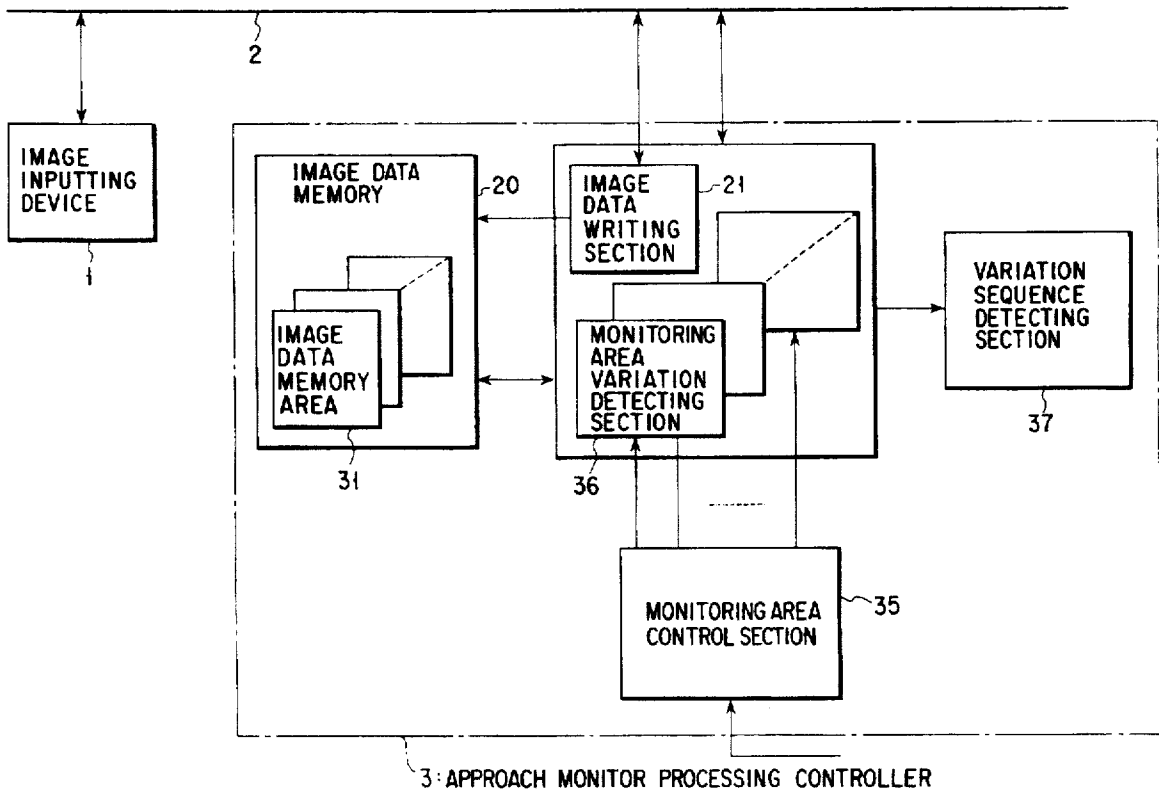 2
IMAGE
INPUTTING
DEVICE
1
IMAGE DATA
MEMORY
20
IMAGE
DATA
MEMORY
AREA
31
IMAGE
DATA
WRITING
SECTION
21
MONITORING
AREA
VARIATION
DETECTING
SECTION
36
VARIATION
SEQUENCE
DETECTING
SECTION
37
MONITORING AREA
CONTROL SECTION
35
3: APPROACH MONITOR PROCESSING CONTROLLER